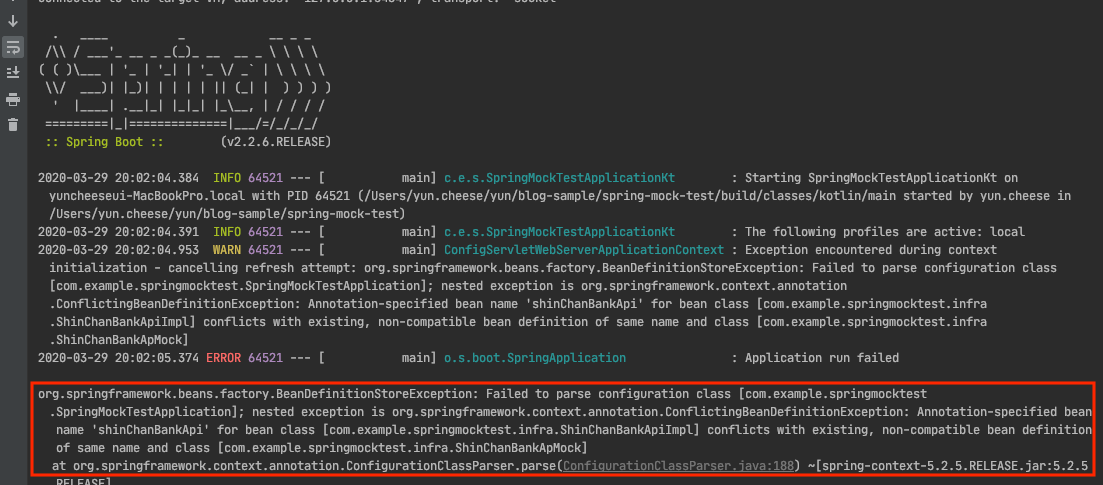 .   ____          _            __ _ _
 /\\ / ___'_ __ _ _(_)_ __  __ _ \ \ \ \
( ( )\___ | '_ | '_| | '_ \/ _` | \ \ \ \
 \\/  ___)| |_)| | | | | || (_| |  ) ) ) )
  '  |____| .__|_| |_|_| |_\__, | / / / /
 =========|_|==============|___/=/_/_/_/
 :: Spring Boot ::        (v2.2.6.RELEASE)
2020-03-29 20:02:04.384  INFO 64521 --- [           main] c.e.s.SpringMockTestApplicationKt        : Starting SpringMockTestApplicationKt on
yuncheeseui-MacBookPro.local with PID 64521 (/Users/yun.cheese/yun/blog-sample/spring-mock-test/build/classes/kotlin/main started by yun.cheese in
/Users/yun.cheese/yun/blog-sample/spring-mock-test)
2020-03-29 20:02:04.391  INFO 64521 --- [           main] c.e.s.SpringMockTestApplicationKt        : The following profiles are active: local
2020-03-29 20:02:04.953  WARN 64521 --- [           main] ConfigServletWebServerApplicationContext : Exception encountered during context
initialization - cancelling refresh attempt: org.springframework.beans.factory.BeanDefinitionStoreException: Failed to parse configuration class
[com.example.springmocktest.SpringMockTestApplication]; nested exception is org.springframework.context.annotation
.ConflictingBeanDefinitionException: Annotation-specified bean name 'shinChanBankApi' for bean class [com.example.springmocktest.infra
.ShinChanBankApiImpl] conflicts with existing, non-compatible bean definition of same name and class [com.example.springmocktest.infra
.ShinChanBankApMock]
2020-03-29 20:02:05.374 ERROR 64521 --- [           main] o.s.boot.SpringApplication               : Application run failed
org.springframework.beans.factory.BeanDefinitionStoreException: Failed to parse configuration class [com.example.springmocktest
.SpringMockTestApplication]; nested exception is org.springframework.context.annotation.ConflictingBeanDefinitionException: Annotation-specified bean
name 'shinChanBankApi' for bean class [com.example.springmocktest.infra.ShinChanBankApiImpl] conflicts with existing, non-compatible bean definition
of same name and class [com.example.springmocktest.infra.ShinChanBankApMock]
at org.springframework.context.annotation.ConfigurationClassParser.parse(ConfigurationClassParser.java:188) ~[spring-context-5.2.5.RELEASE.jar:5.2.5
.RELEASE]